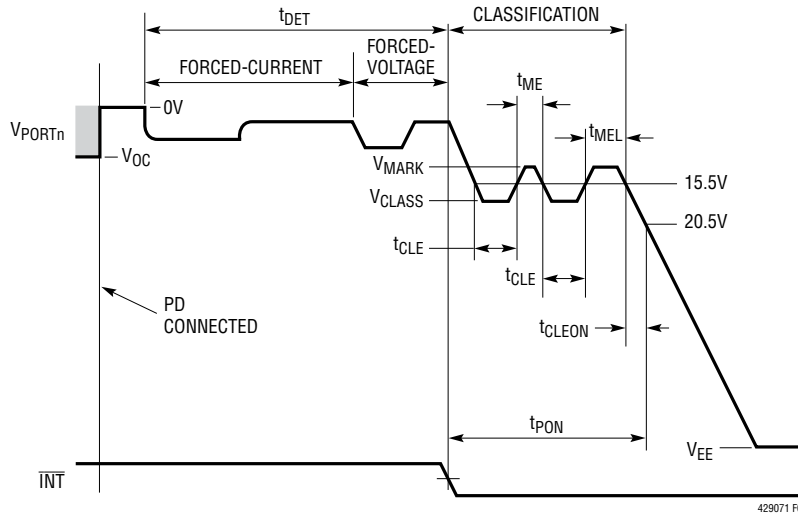 tDET
CLASSIFICATION
FORCED-CURRENT
FORCED-
VOLTAGE
tME
tMEL
0V
VPORTn
VOC
VMARK
15.5V
VCLASS
20.5V
tCLE
tCLE
PD
CONNECTED
tCLEON
tPON
VEE
INT
429071 F